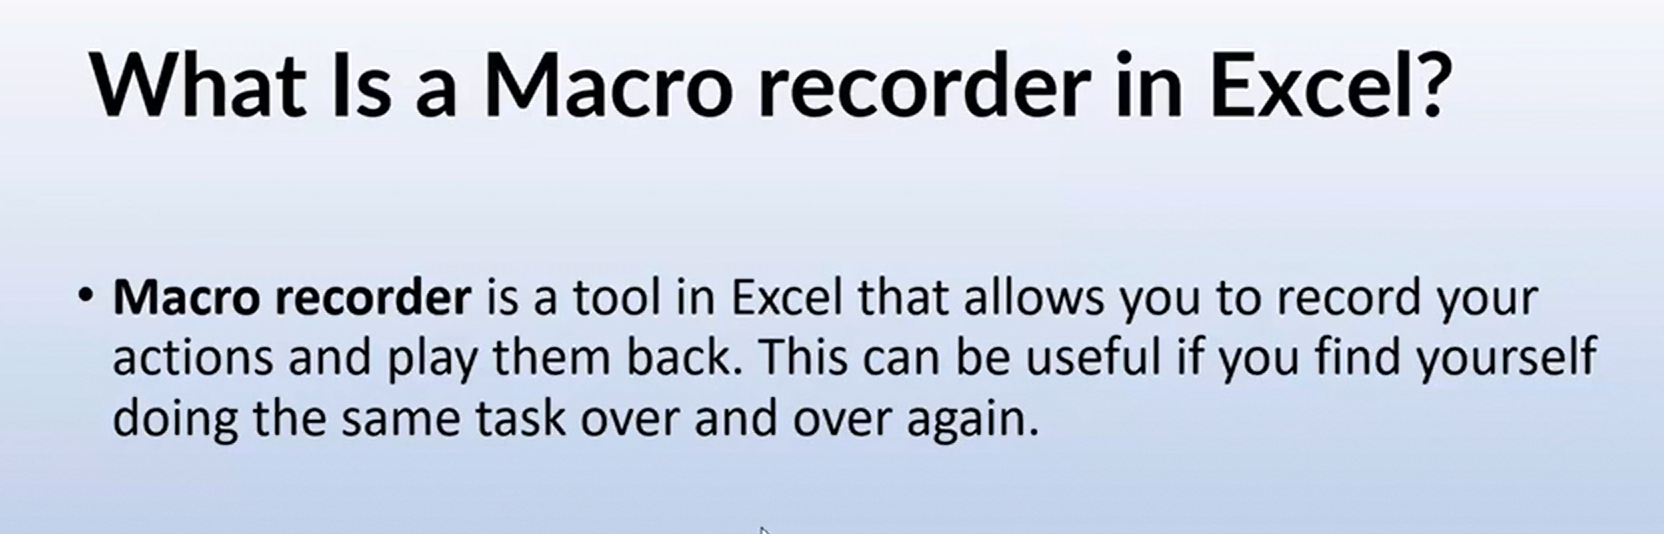 What Is a Macro recorder in Excel?
• Macro recorder is a tool in Excel that allows you to record your
actions and play them back. This can be useful if you find yourself
doing the same task over and over again.